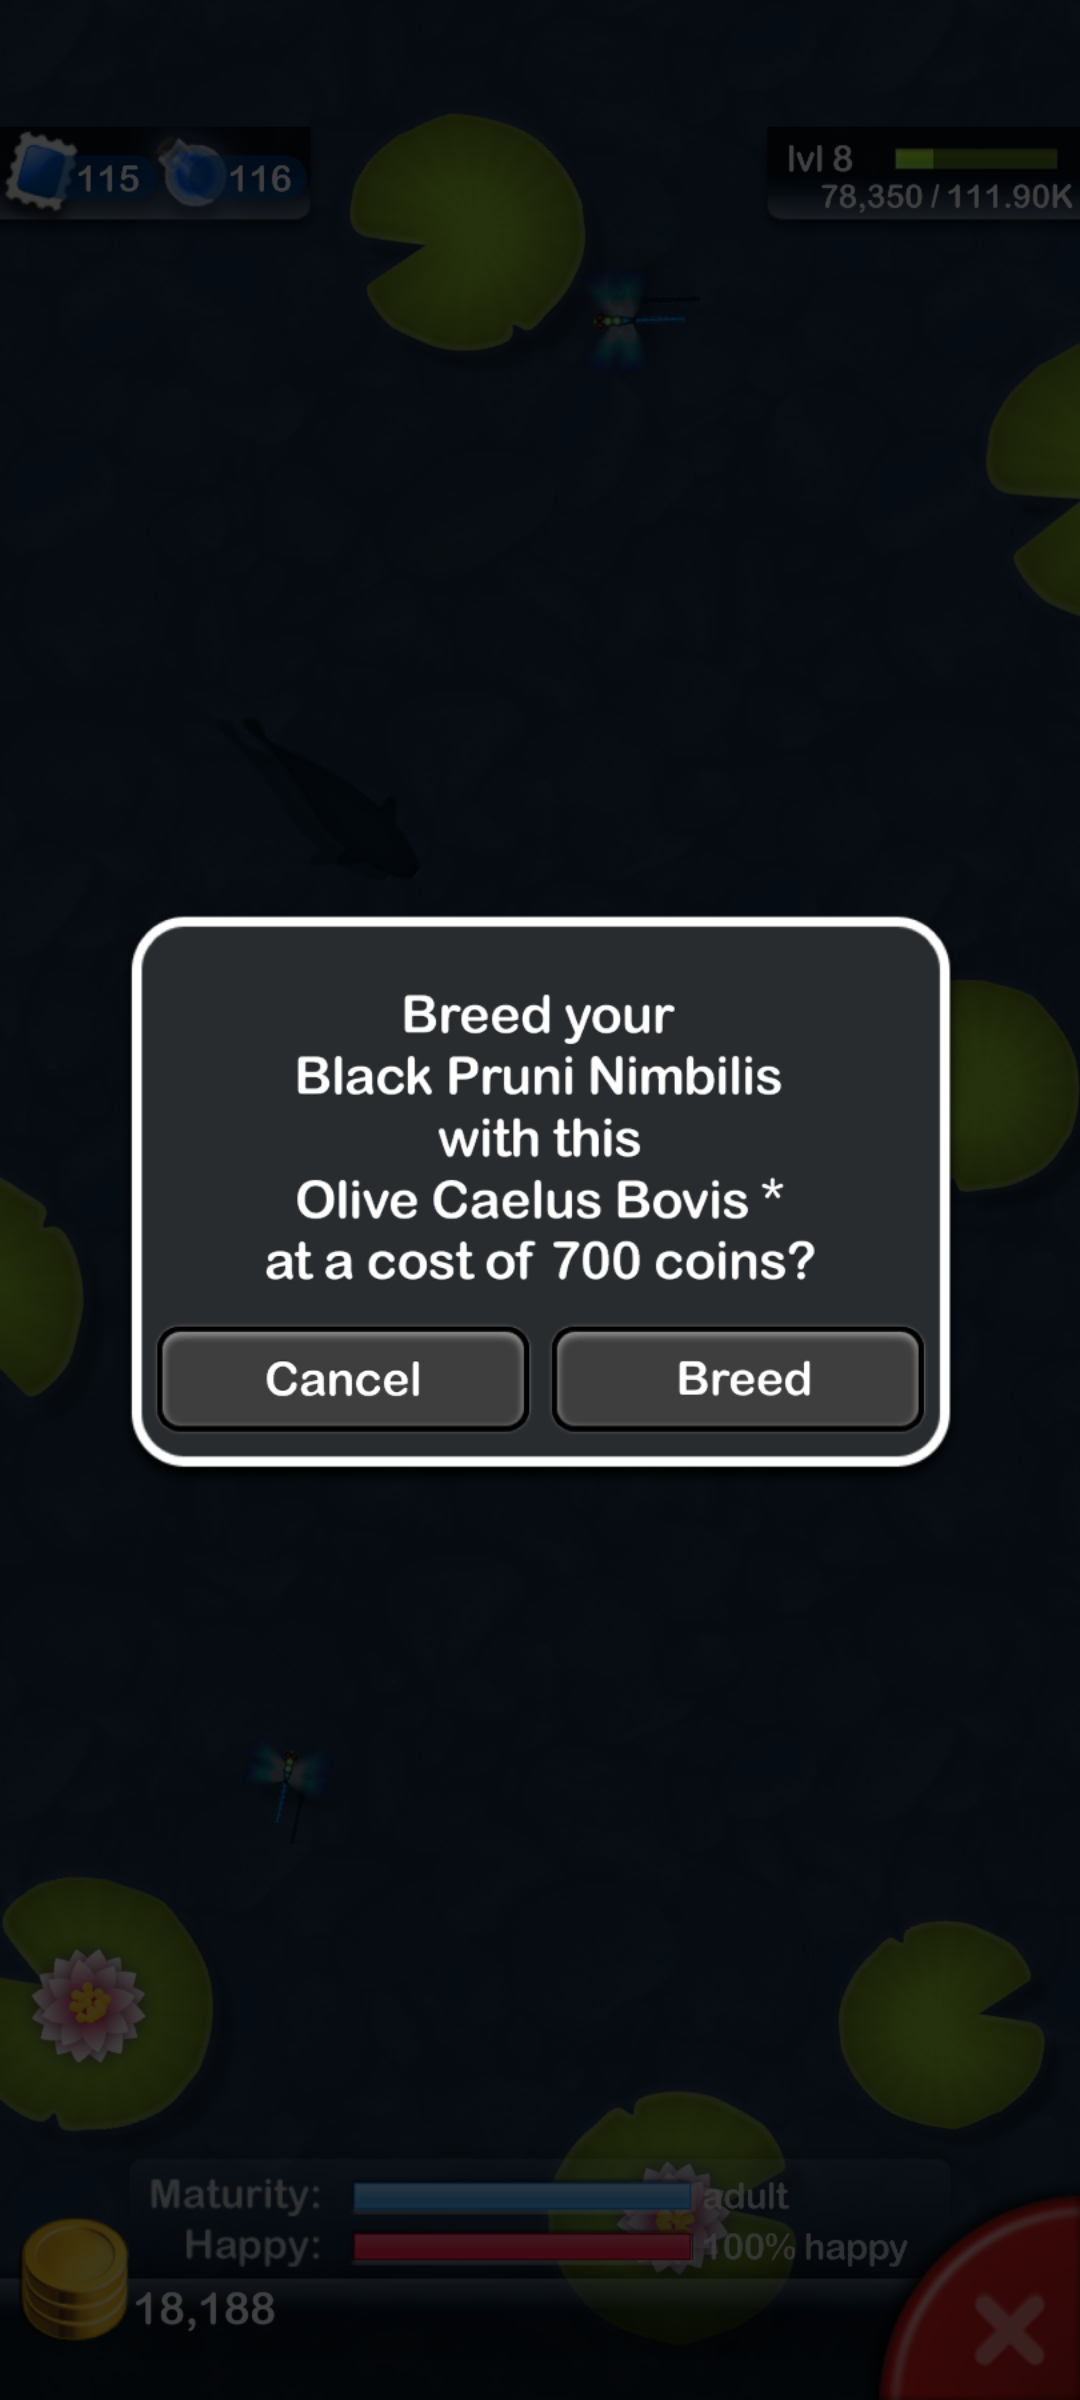 115
116
lvl 8
78,350 / 111.90K
Breed your
Black Pruni Nimbilis
with this
Olive Caelus Bovis *
at a cost of 700 coins?
Cancel
Breed
Maturity:
adult
Happy:
100% happy
18,188